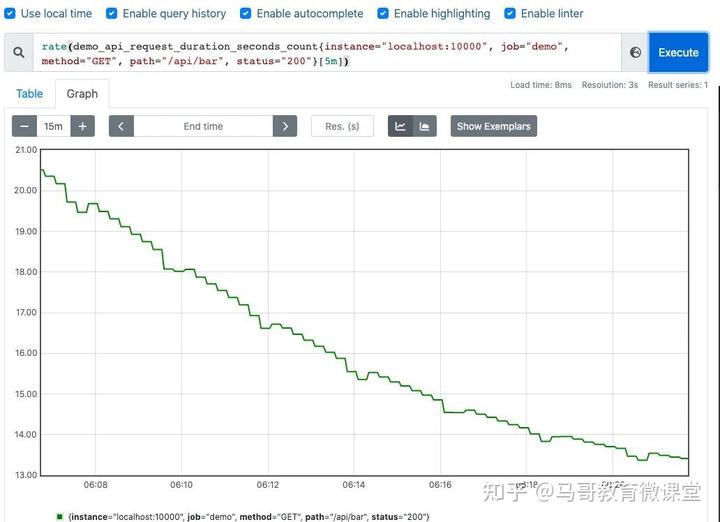 Use local time Enable query history Enable autocomplete Enable highlighting Enable linter
rate(demo_api_request_duration_seconds_count{instance="localhost:10000", job="demo",
method="GET", path="/api/bar", status="200"}[5m])
Execute
Load time: 8ms Resolution: 3s Result series: 1
Table Graph
15m End time Res. (s) Show Exemplars
21.00
20.00
19.00
18.00
17.00
16.00
15.00
14.00
13.00
06:08 06:10 06:12 06:14 06:16 06:18 06:20
知乎 @马哥教育微课堂
{instance="localhost:10000", job="demo", method="GET", path="/api/bar", status="200"}